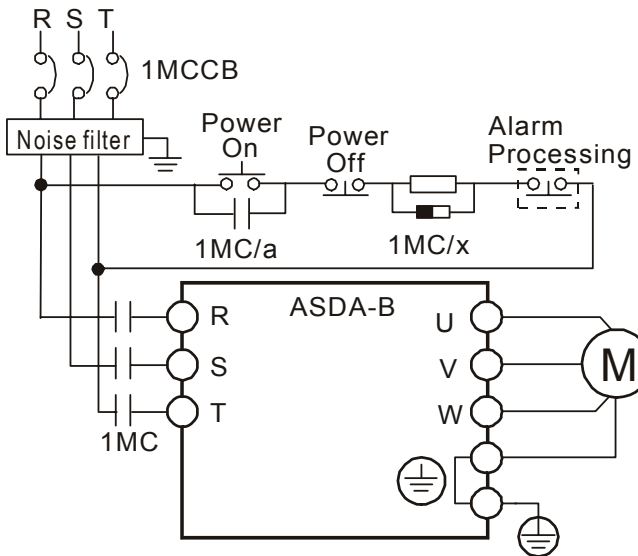 R S T
1MCCB
Noise filter
Power
On
Power
Off
Alarm
Processing
1MC/a
1MC/x
ASDA-B
R
S
T
1MC
U
V
W
M